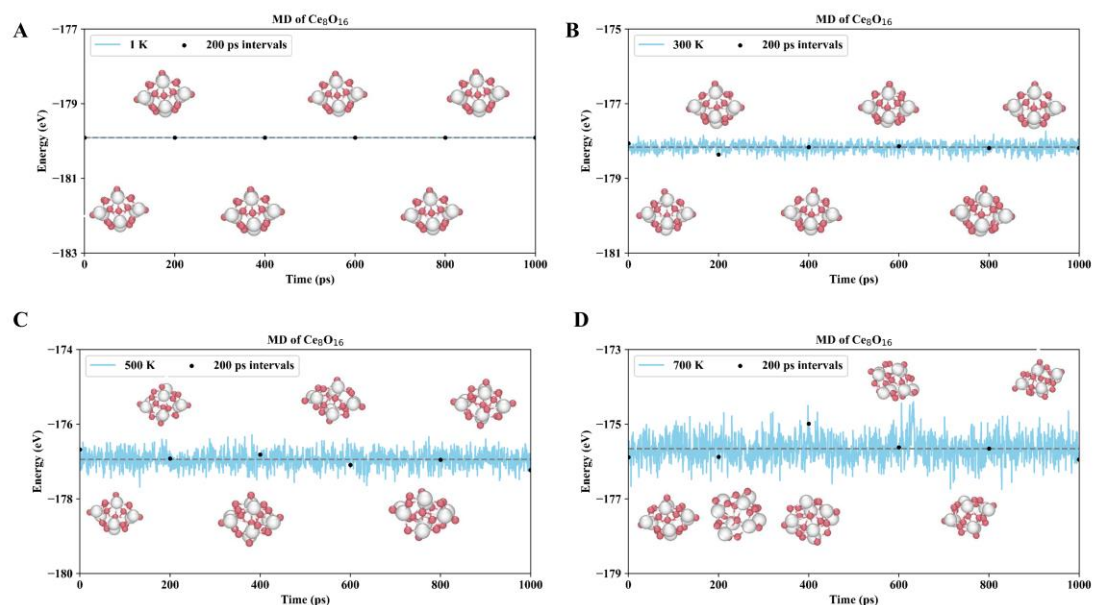 A
MD of Ce₈O₁₆
1 K
200 ps intervals
Energy (eV)
−177
−179
−181
−183
0 200 400 600 800 1000
Time (ps)
B
MD of Ce₈O₁₆
300 K
200 ps intervals
Energy (eV)
−175
−177
−179
−181
0 200 400 600 800 1000
Time (ps)
C
MD of Ce₈O₁₆
500 K
200 ps intervals
Energy (eV)
−174
−176
−178
−180
0 200 400 600 800 1000
Time (ps)
D
MD of Ce₈O₁₆
700 K
200 ps intervals
Energy (eV)
−173
−175
−177
−179
0 200 400 600 800 1000
Time (ps)